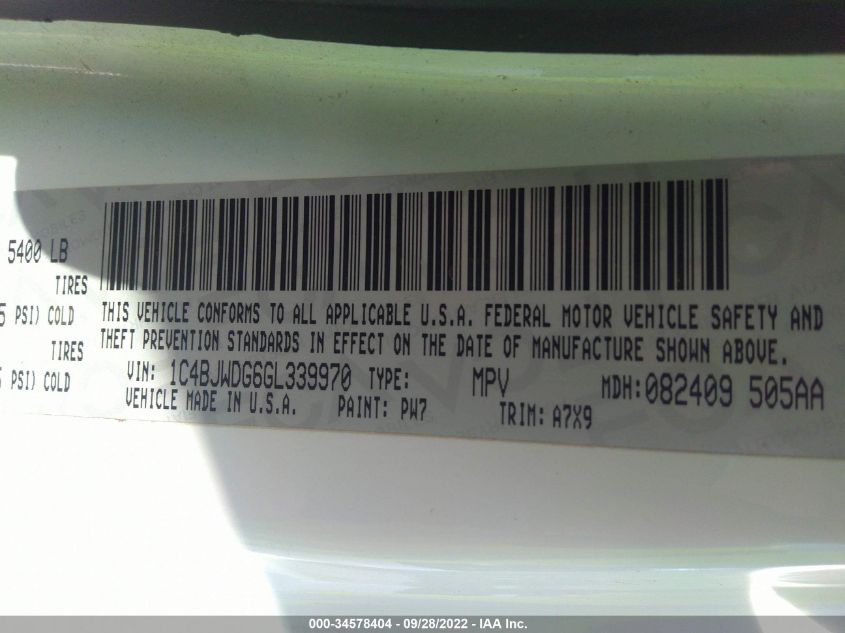 5400 LB
TIRES
5 PSI) COLD
TIRES
PSI) COLD
THIS VEHICLE CONFORMS TO ALL APPLICABLE U.S.A. FEDERAL MOTOR VEHICLE SAFETY AND
THEFT PREVENTION STANDARDS IN EFFECT ON THE DATE OF MANUFACTURE SHOWN ABOVE.
VIN: 1C4BJWDG6GL339970 TYPE: MPV MDH:082409 505AA
VEHICLE MADE IN U.S.A. PAINT: PW7 TRIM: A7X9
000-34578404 - 09/28/2022 - IAA Inc.